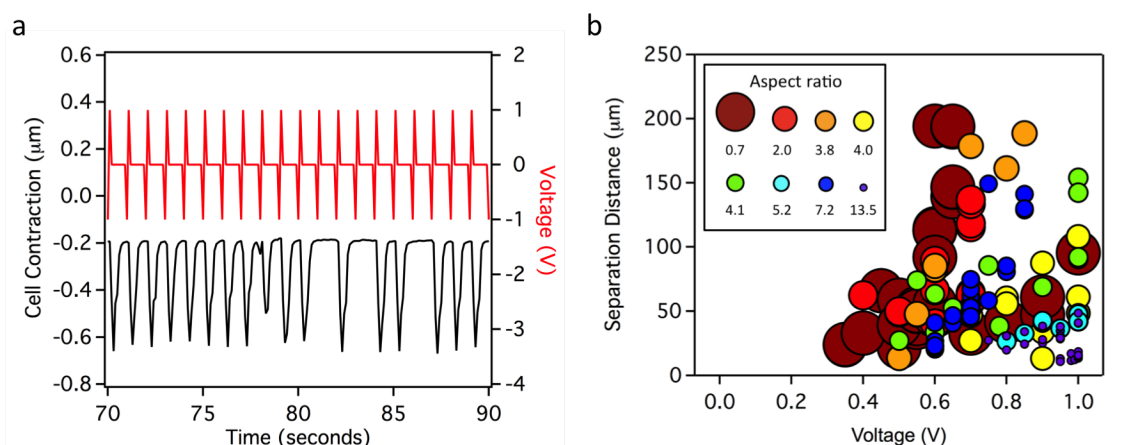 a
0.6
0.4
0.2
0.0
-0.2
-0.4
-0.6
-0.8
Cell Contraction (μm)
2
1
0
-1
-2
-3
-4
Voltage (V)
70 75 80 85 90
Time (seconds)
b
250
200
150
100
50
0
Separation Distance (μm)
Aspect ratio
0.7 2.0 3.8 4.0
4.1 5.2 7.2 13.5
0.0 0.2 0.4 0.6 0.8 1.0
Voltage (V)